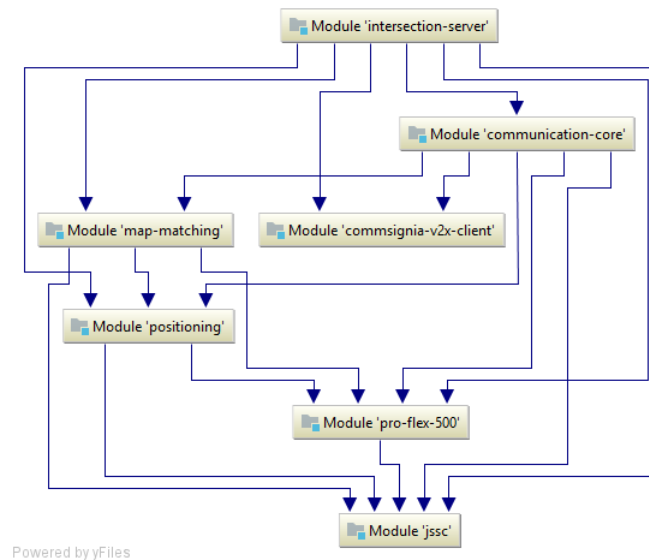 Module 'intersection-server'
Module 'communication-core'
Module 'map-matching'
Module 'commsignia-v2x-client'
Module 'positioning'
Module 'pro-flex-500'
Module 'jssc'
Powered by yFiles